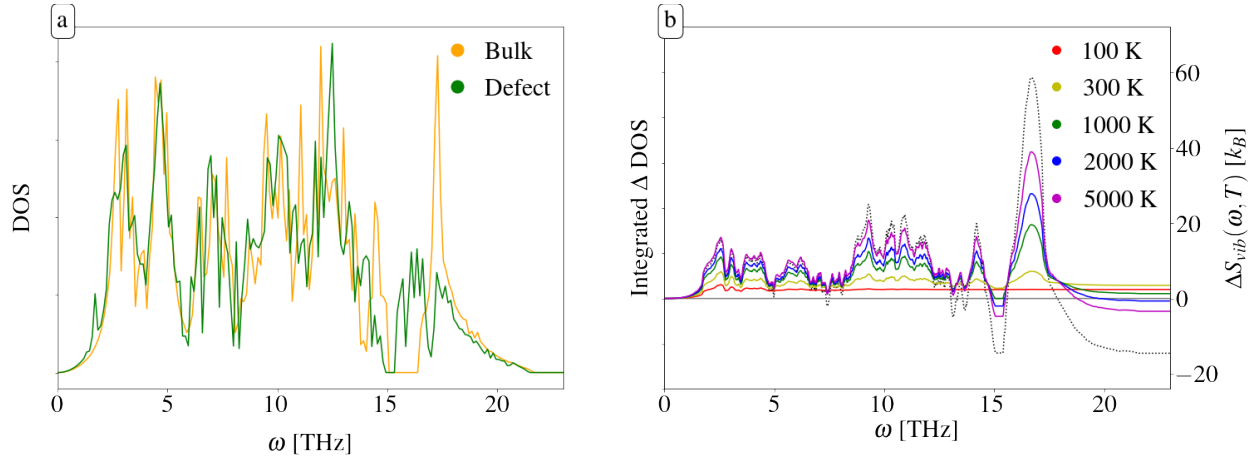 a
Bulk
Defect
DOS
0
5
10
15
20
ω [THz]
b
100 K
300 K
1000 K
2000 K
5000 K
Integrated Δ DOS
60
40
20
0
−20
ΔS_vib(ω, T) [k_B]
0
5
10
15
20
ω [THz]